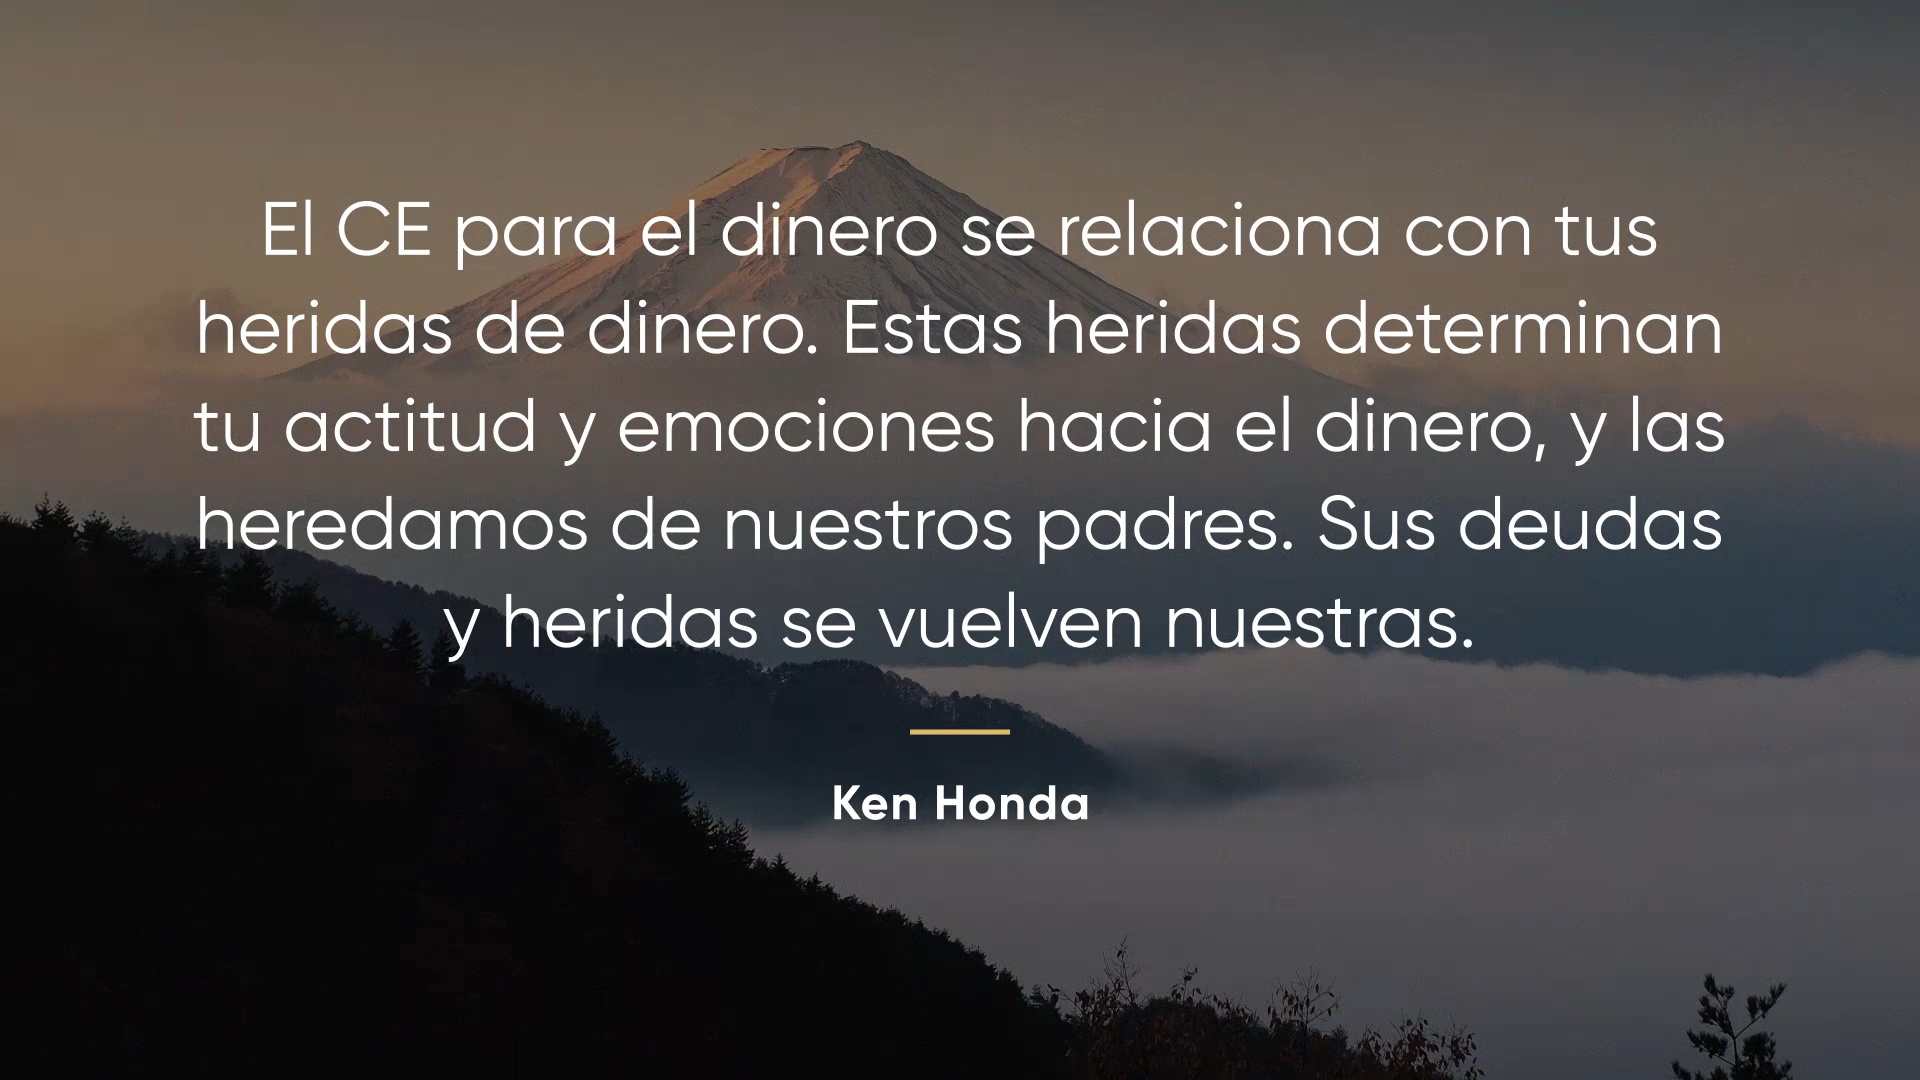 El CE para el dinero se relaciona con tus
heridas de dinero. Estas heridas determinan
tu actitud y emociones hacia el dinero, y las
heredamos de nuestros padres. Sus deudas
y heridas se vuelven nuestras.
Ken Honda